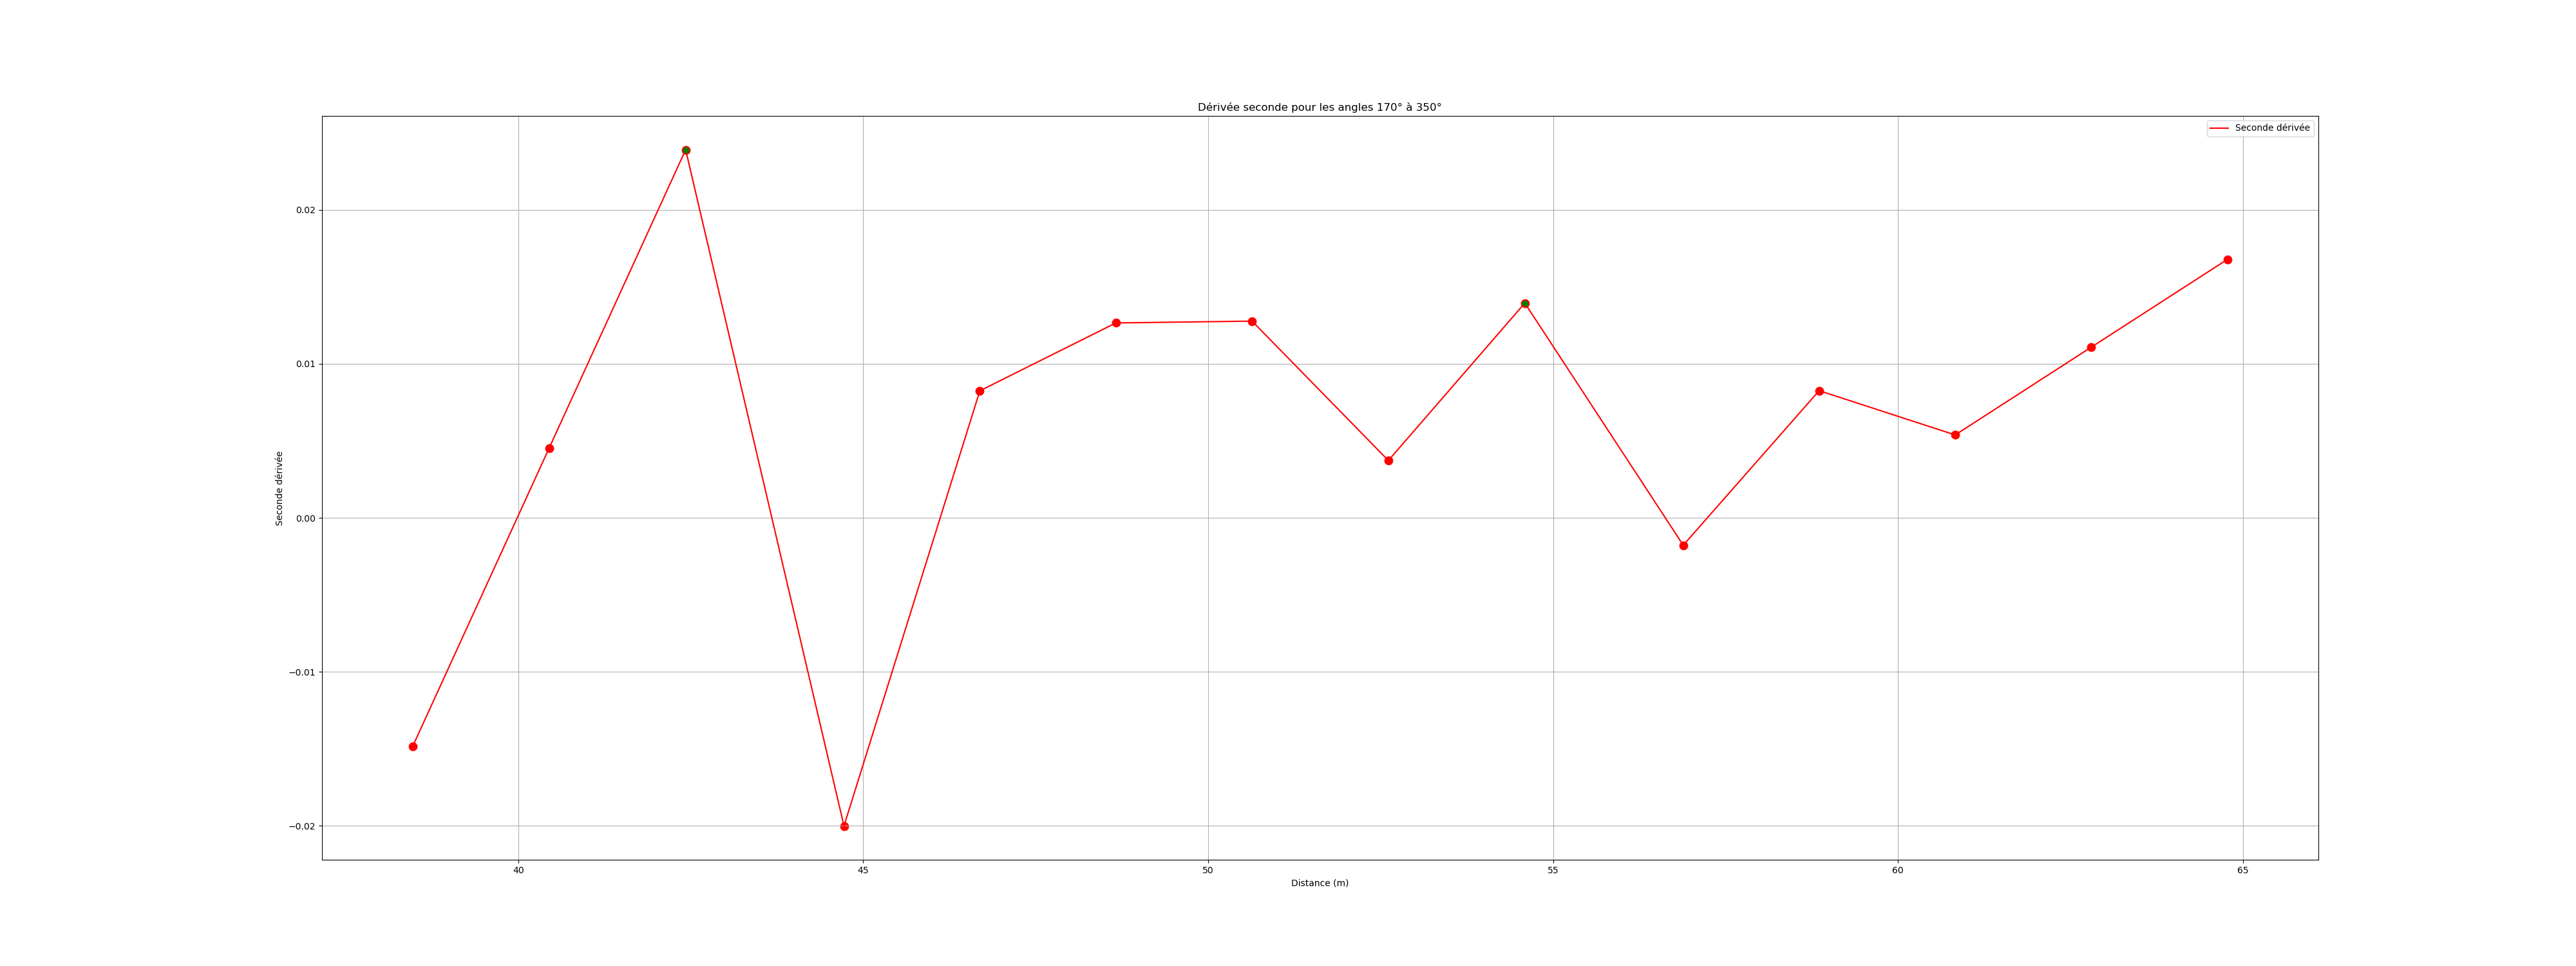 Dérivée seconde pour les angles 170° à 350°
Seconde dérivée
0.02
0.01
0.00
−0.01
−0.02
Seconde dérivée
40 45 50 55 60 65
Distance (m)